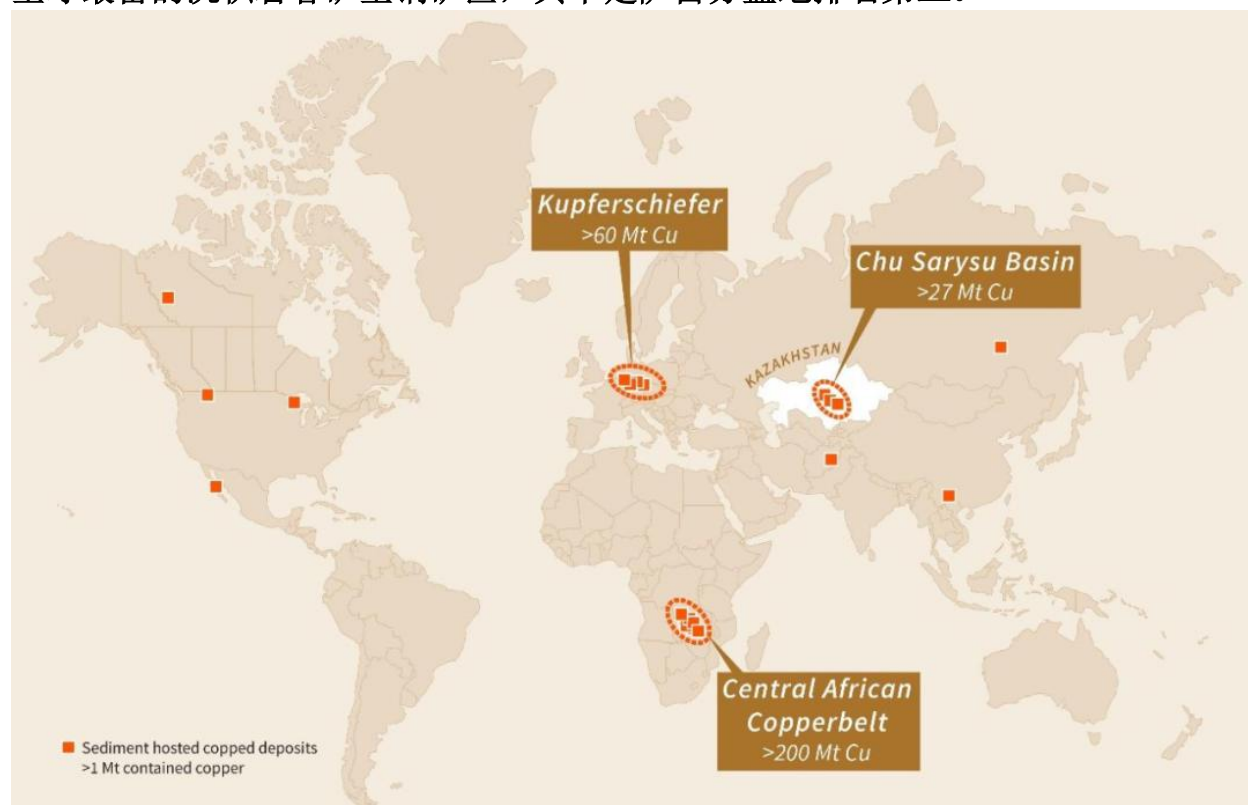 Kupferschiefer
>60 Mt Cu
Chu Sarysu Basin
>27 Mt Cu
KAZAKHSTAN
Central African
Copperbelt
>200 Mt Cu
Sediment hosted copped deposits
>1 Mt contained copper